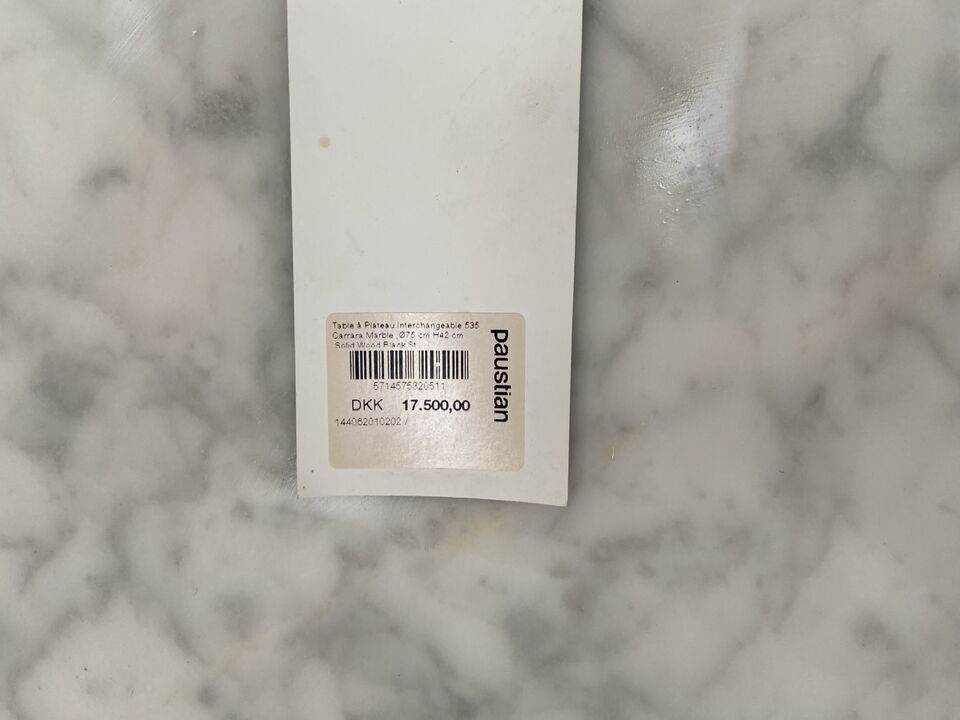 Table à Plateau Interchangeable 535
Carrara Marble ,Ø75 cm H42 cm
Solid Wood Black St
5714575320511
DKK 17.500,00
paustian